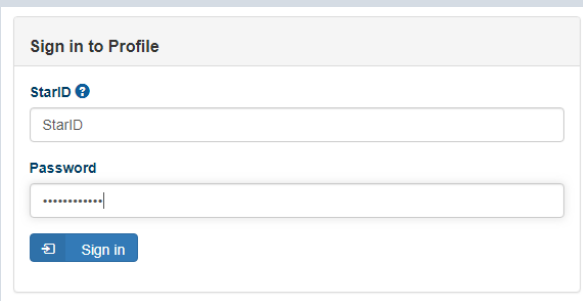 Sign in to Profile
StarID ?
StarID
Password
••••••••••••
Sign in